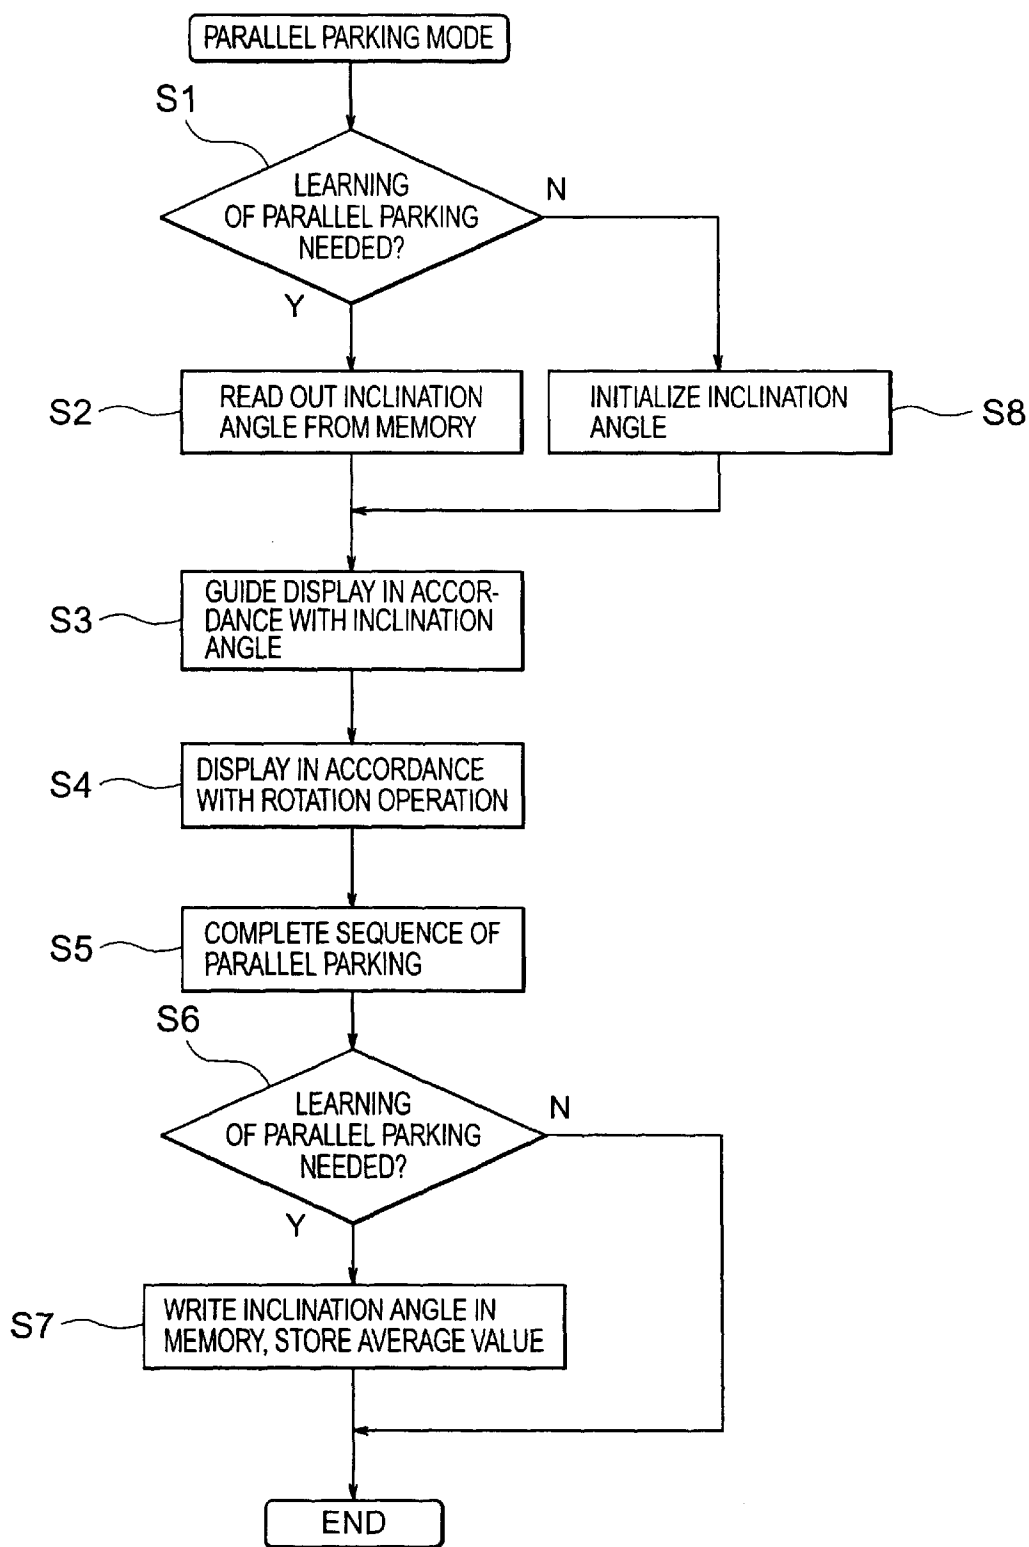 PARALLEL PARKING MODE
S1
LEARNING
OF PARALLEL PARKING
NEEDED?
N
Y
S2
READ OUT INCLINATION
ANGLE FROM MEMORY
INITIALIZE INCLINATION
ANGLE
S8
S3
GUIDE DISPLAY IN ACCOR-
DANCE WITH INCLINATION
ANGLE
S4
DISPLAY IN ACCORDANCE
WITH ROTATION OPERATION
S5
COMPLETE SEQUENCE OF
PARALLEL PARKING
S6
LEARNING
OF PARALLEL PARKING
NEEDED?
N
Y
S7
WRITE INCLINATION ANGLE IN
MEMORY, STORE AVERAGE VALUE
END